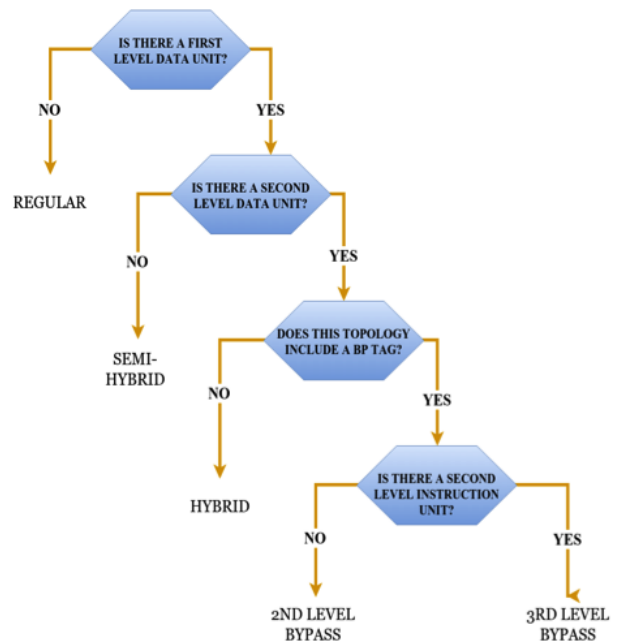 IS THERE A FIRST
LEVEL DATA UNIT?
NO
YES
REGULAR
IS THERE A SECOND
LEVEL DATA UNIT?
NO
YES
SEMI-
HYBRID
DOES THIS TOPOLOGY
INCLUDE A BP TAG?
NO
YES
HYBRID
IS THERE A SECOND
LEVEL INSTRUCTION
UNIT?
NO
YES
2ND LEVEL
BYPASS
3RD LEVEL
BYPASS